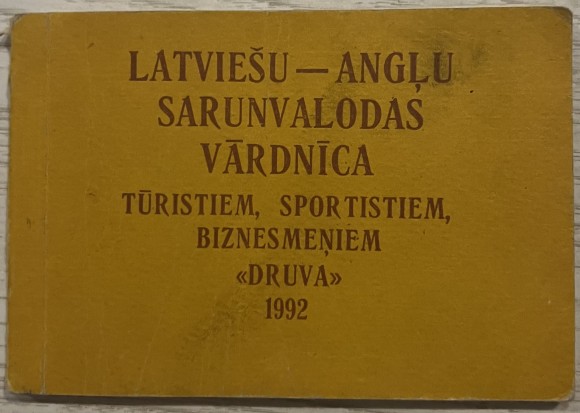 LATVIEŠU — ANGĻU
SARUNVALODAS
VĀRDNĪCA
TŪRISTIEM, SPORTISTIEM,
BIZNESMEŅIEM
«DRUVA»
1992